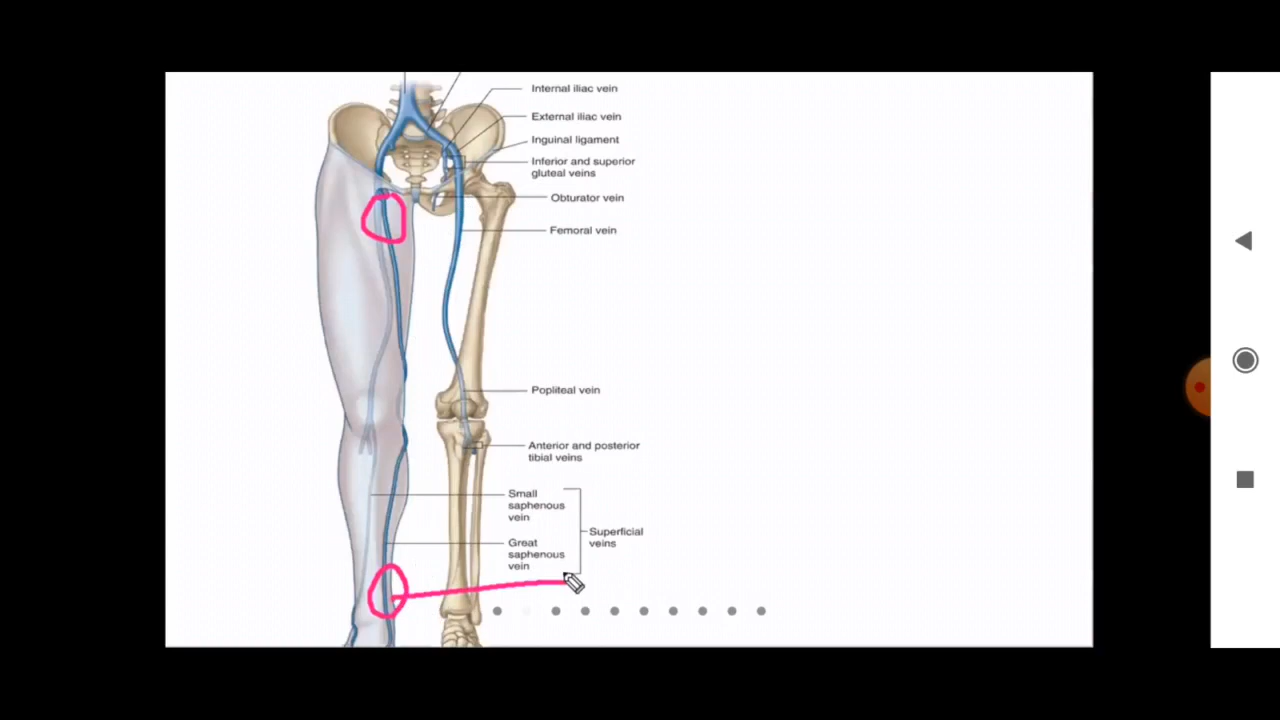 Internal iliac vein
External iliac vein
Inguinal ligament
Inferior and superior
gluteal veins
Obturator vein
Femoral vein
Popliteal vein
Anterior and posterior
tibial veins
Small
saphenous
vein
Superficial
veins
Great
saphenous
vein